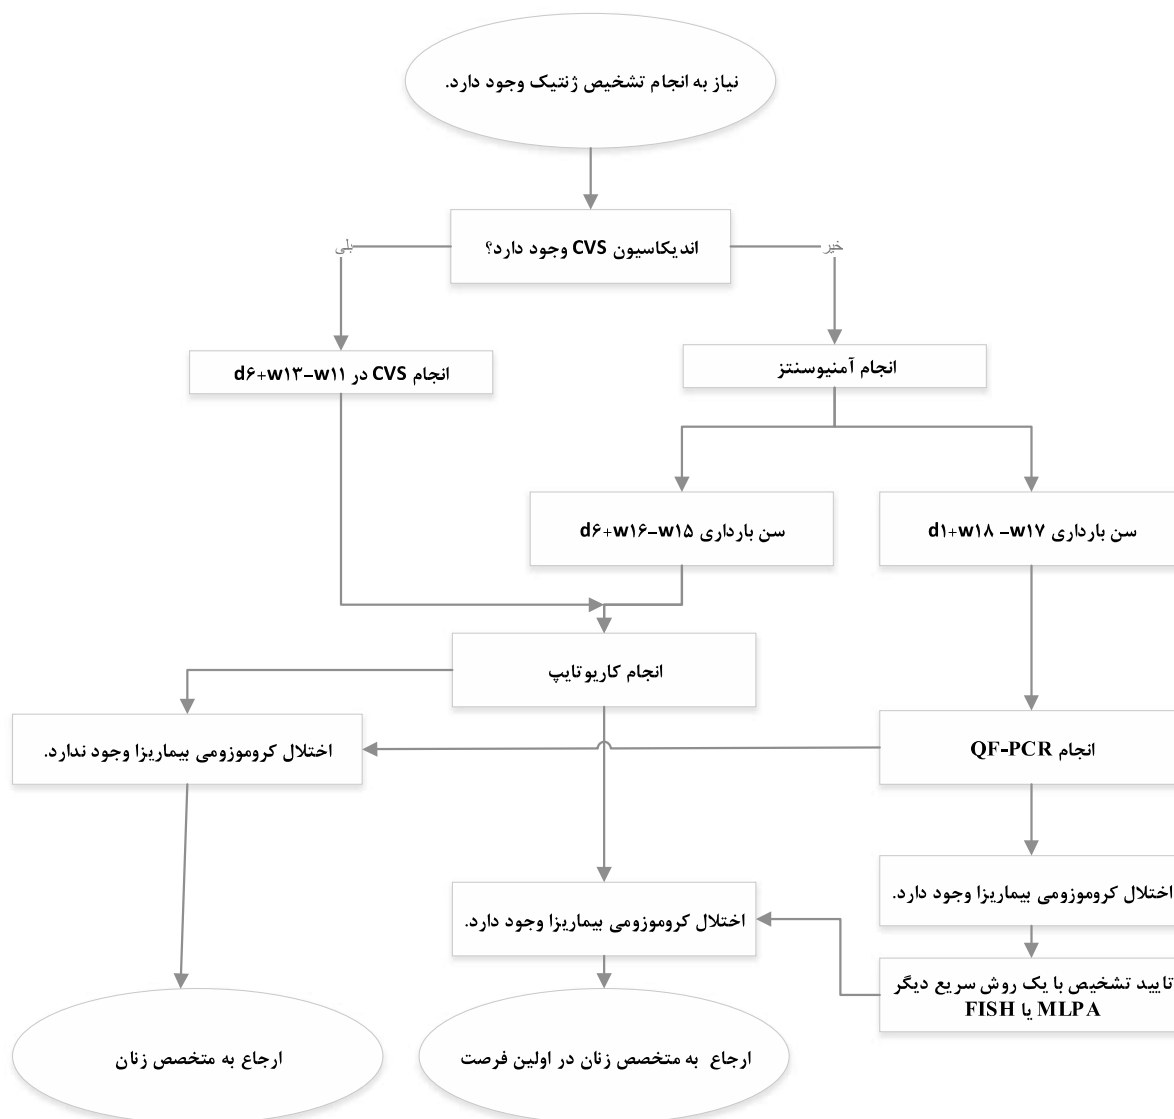 نیاز به انجام تشخیص ژنتیک وجود دارد.
اندیکاسیون CVS وجود دارد؟
خیر
بلی
انجام آمنیوسنتز
انجام CVS در w۱۱-w۱۳+d۶
سن بارداری w۱۷- w۱۸+d۱
سن بارداری w۱۵-w۱۶+d۶
انجام کاریوتایپ
انجام QF-PCR
اختلال کروموزومی بیماریزا وجود ندارد.
اختلال کروموزومی بیماریزا وجود دارد.
اختلال کروموزومی بیماریزا وجود دارد.
تایید تشخیص با یک روش سریع دیگر
FISH یا MLPA
ارجاع به متخصص زنان در اولین فرصت
ارجاع به متخصص زنان